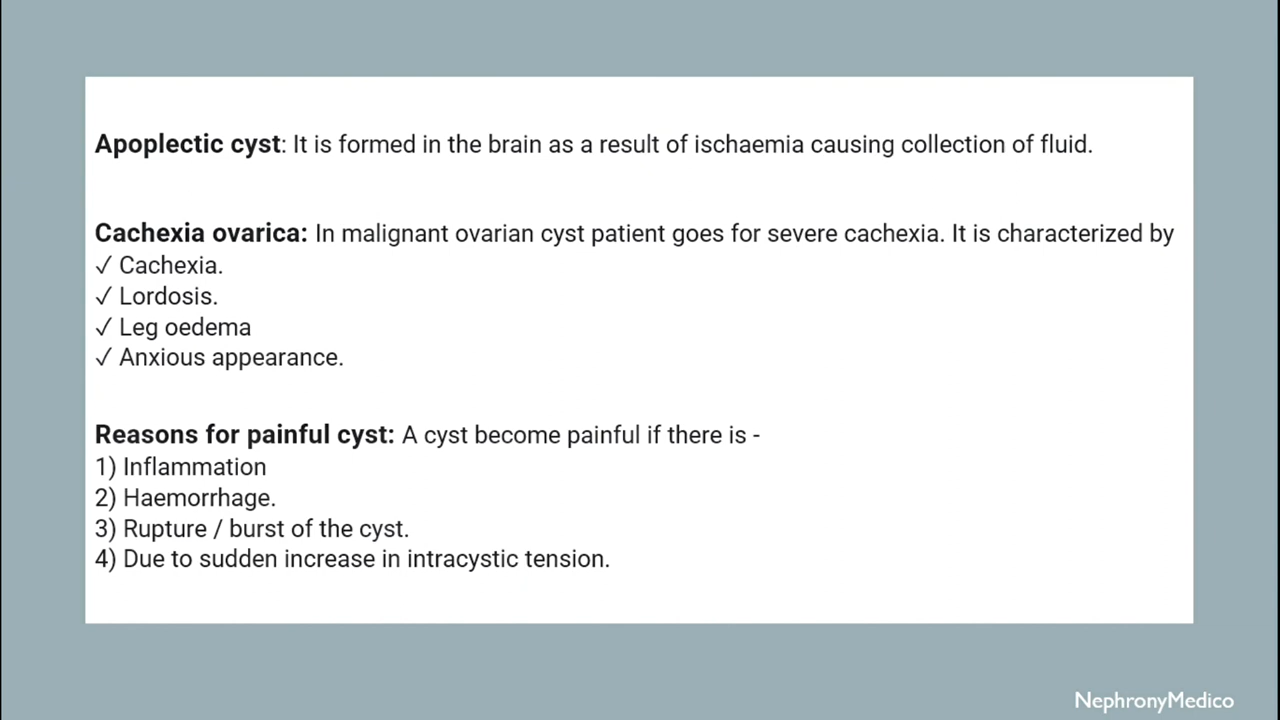 Apoplectic cyst: It is formed in the brain as a result of ischaemia causing collection of fluid.
Cachexia ovarica: In malignant ovarian cyst patient goes for severe cachexia. It is characterized by
✓ Cachexia.
✓ Lordosis.
✓ Leg oedema
✓ Anxious appearance.
Reasons for painful cyst: A cyst become painful if there is -
1) Inflammation
2) Haemorrhage.
3) Rupture / burst of the cyst.
4) Due to sudden increase in intracystic tension.
NephronyMedico